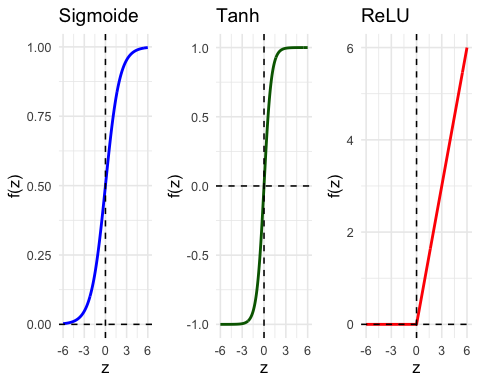 Sigmoide
1.00
0.75
0.50
0.25
0.00
f(z)
-6 -3 0 3 6
z
Tanh
1.0
0.5
0.0
-0.5
-1.0
f(z)
-6 -3 0 3 6
z
ReLU
6
4
2
0
f(z)
-6 -3 0 3 6
z